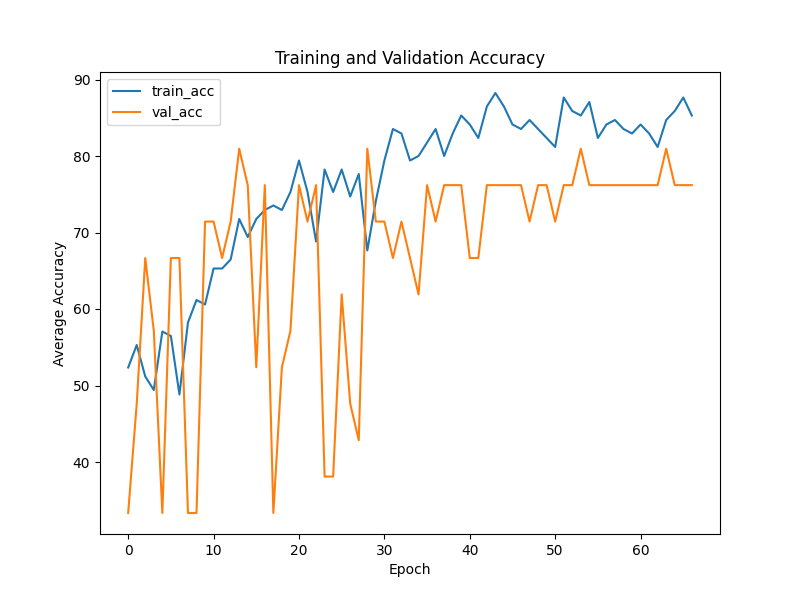 Training and Validation Accuracy
train_acc
val_acc
90
80
70
60
50
40
Average Accuracy
0 10 20 30 40 50 60
Epoch